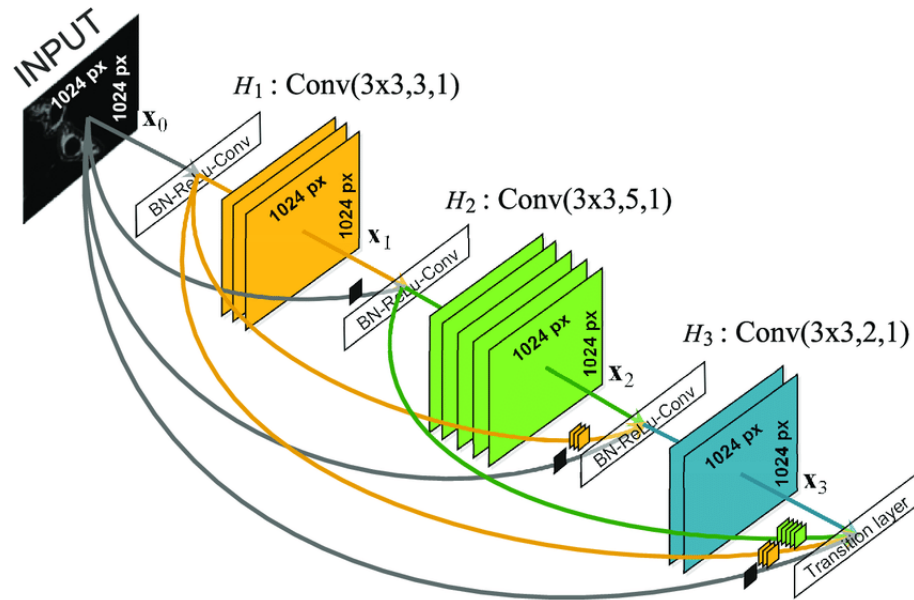 INPUT
1024 px
1024 px
x₀
H₁ : Conv(3x3,3,1)
BN-ReLu-Conv
1024 px
1024 px
x₁
H₂ : Conv(3x3,5,1)
BN-ReLu-Conv
1024 px
1024 px
x₂
H₃ : Conv(3x3,2,1)
BN-ReLu-Conv
1024 px
1024 px
x₃
Transition layer